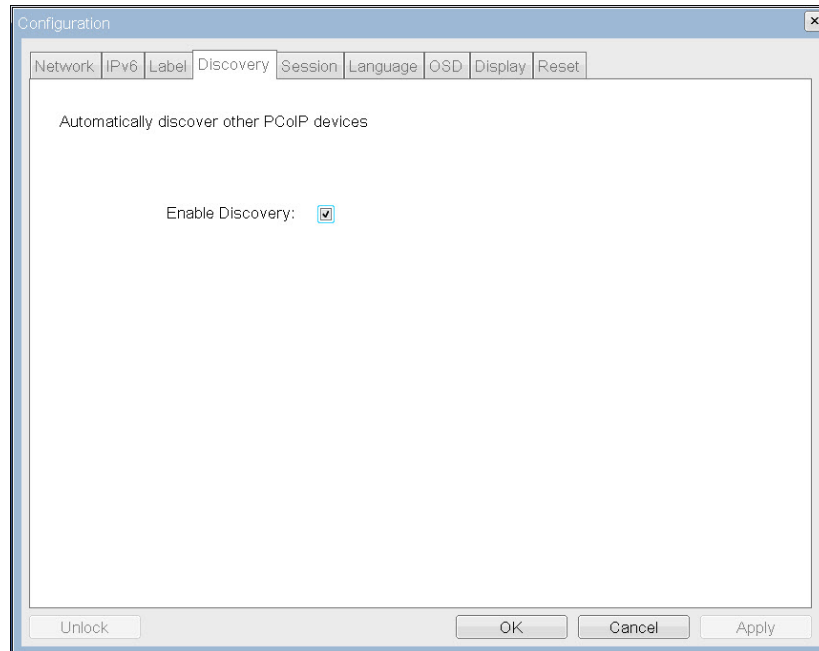 Configuration
Network IPv6 Label Discovery Session Language OSD Display Reset
Automatically discover other PCoIP devices
Enable Discovery:
Unlock OK Cancel Apply